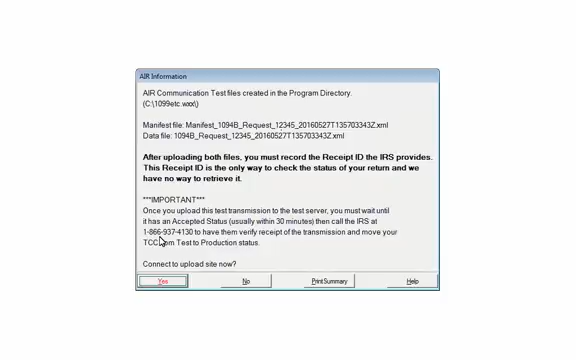 AIR Information
AIR Communication Test files created in the Program Directory.
(C:\1099etc.wxx\)
Manifest file: Manifest_1094B_Request_12345_20160527T135703343Z.xml
Data file: 1094B_Request_12345_20160527T135703343Z.xml
After uploading both files, you must record the Receipt ID the IRS provides.
This Receipt ID is the only way to check the status of your return and we
have no way to retrieve it.
***IMPORTANT***
Once you upload this test transmission to the test server, you must wait until
it has an Accepted Status (usually within 30 minutes) then call the IRS at
1-866-937-4130 to have them verify receipt of the transmission and move your
TCC from Test to Production status.
Connect to upload site now?
Yes
No
Print Summary
Help